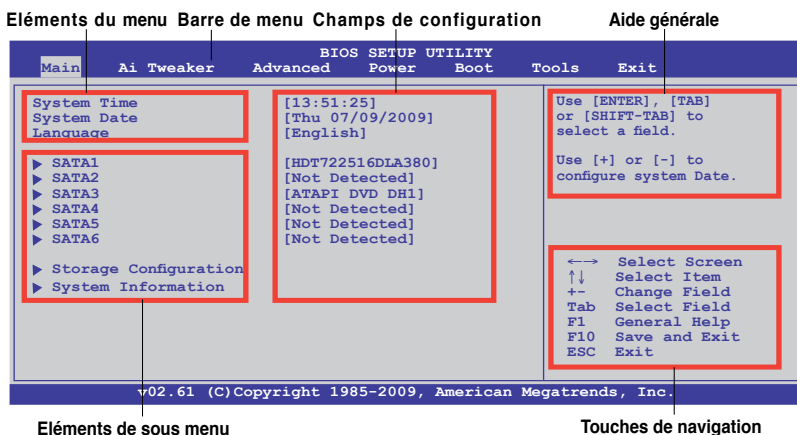 Eléments du menu Barre de menu Champs de configuration Aide générale
BIOS SETUP UTILITY
Main Ai Tweaker Advanced Power Boot Tools Exit
System Time [13:51:25]
System Date [Thu 07/09/2009]
Language [English]
▶ SATA1 [HDT722516DLA380]
▶ SATA2 [Not Detected]
▶ SATA3 [ATAPI DVD DH1]
▶ SATA4 [Not Detected]
▶ SATA5 [Not Detected]
▶ SATA6 [Not Detected]
▶ Storage Configuration
▶ System Information
Use [ENTER], [TAB]
or [SHIFT-TAB] to
select a field.
Use [+] or [-] to
configure system Date.
←→ Select Screen
↑↓ Select Item
+- Change Field
Tab Select Field
F1 General Help
F10 Save and Exit
ESC Exit
v02.61 (C)Copyright 1985-2009, American Megatrends, Inc.
Eléments de sous menu Touches de navigation